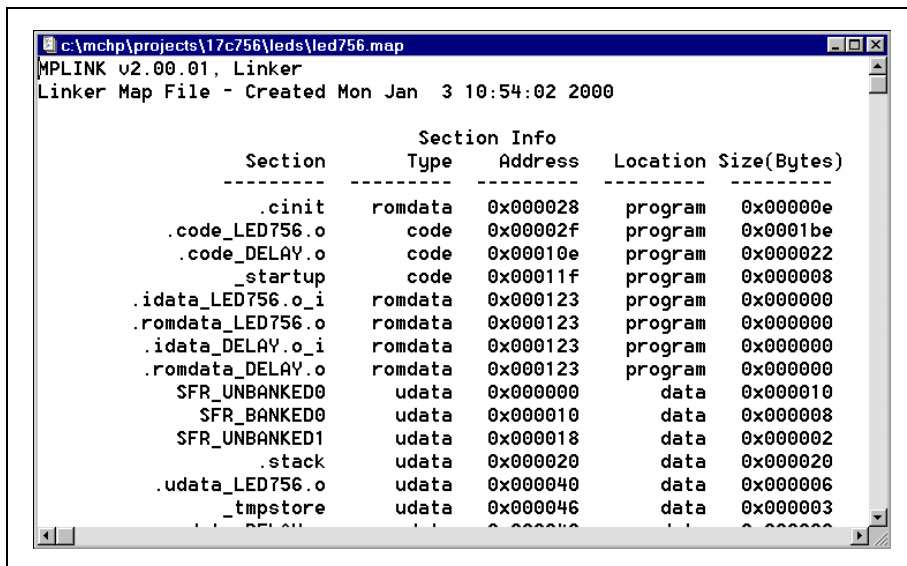 c:\mchp\projects\17c756\leds\led756.map
MPLINK v2.00.01, Linker
Linker Map File - Created Mon Jan  3 10:54:02 2000
Section Info
Section Type Address Location Size(Bytes)
--------- --------- --------- --------- ---------
.cinit romdata 0x000028 program 0x00000e
.code_LED756.o code 0x00002f program 0x0001be
.code_DELAY.o code 0x00010e program 0x000022
_startup code 0x00011f program 0x000008
.idata_LED756.o_i romdata 0x000123 program 0x000000
.romdata_LED756.o romdata 0x000123 program 0x000000
.idata_DELAY.o_i romdata 0x000123 program 0x000000
.romdata_DELAY.o romdata 0x000123 program 0x000000
SFR_UNBANKED0 udata 0x000000 data 0x000010
SFR_BANKED0 udata 0x000010 data 0x000008
SFR_UNBANKED1 udata 0x000018 data 0x000002
.stack udata 0x000020 data 0x000020
.udata_LED756.o udata 0x000040 data 0x000006
_tmpstore udata 0x000046 data 0x000003